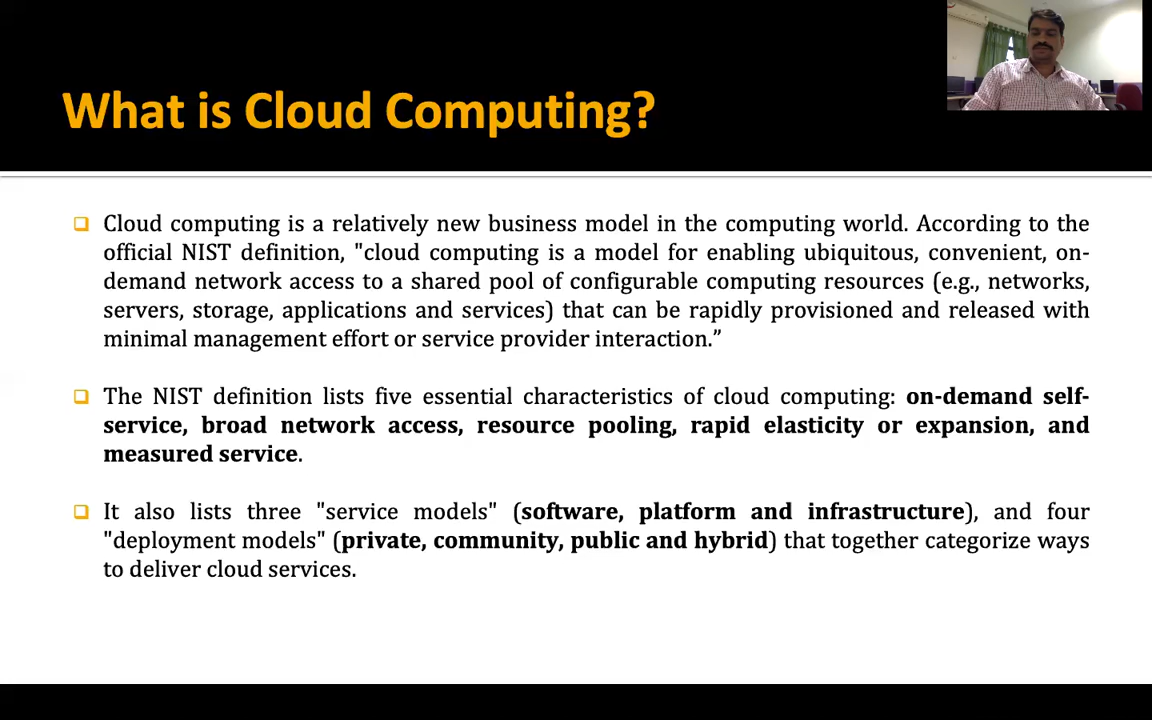 What is Cloud Computing?
Cloud computing is a relatively new business model in the computing world. According to the
official NIST definition, "cloud computing is a model for enabling ubiquitous, convenient, on-
demand network access to a shared pool of configurable computing resources (e.g., networks,
servers, storage, applications and services) that can be rapidly provisioned and released with
minimal management effort or service provider interaction.”
The NIST definition lists five essential characteristics of cloud computing: on-demand self-
service, broad network access, resource pooling, rapid elasticity or expansion, and
measured service.
It also lists three "service models" (software, platform and infrastructure), and four
"deployment models" (private, community, public and hybrid) that together categorize ways
to deliver cloud services.